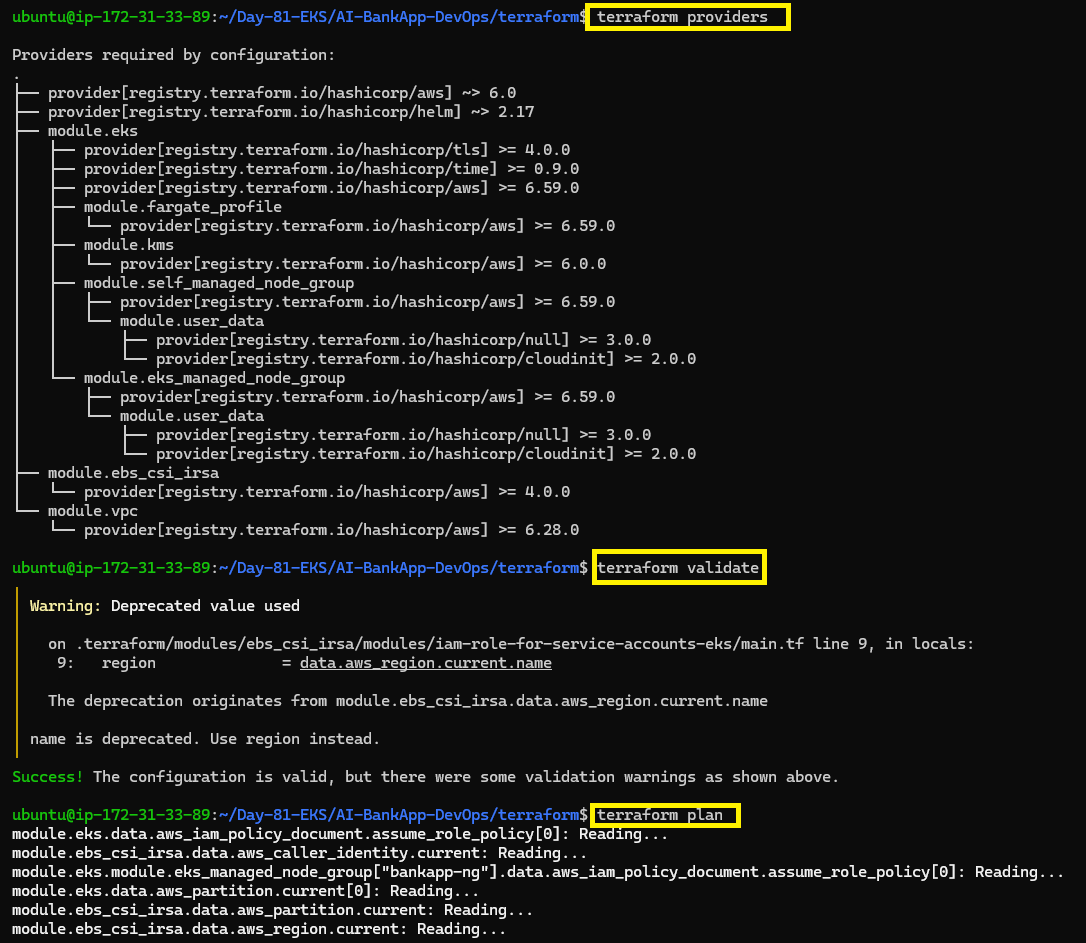 ubuntu@ip-172-31-33-89:~/Day-81-EKS/AI-BankApp-DevOps/terraform$ terraform providers
Providers required by configuration:
.
├── provider[registry.terraform.io/hashicorp/aws] ~> 6.0
├── provider[registry.terraform.io/hashicorp/helm] ~> 2.17
├── module.eks
│   ├── provider[registry.terraform.io/hashicorp/tls] >= 4.0.0
│   ├── provider[registry.terraform.io/hashicorp/time] >= 0.9.0
│   ├── provider[registry.terraform.io/hashicorp/aws] >= 6.59.0
│   ├── module.fargate_profile
│   │   └── provider[registry.terraform.io/hashicorp/aws] >= 6.59.0
│   ├── module.kms
│   │   └── provider[registry.terraform.io/hashicorp/aws] >= 6.0.0
│   ├── module.self_managed_node_group
│   │   ├── provider[registry.terraform.io/hashicorp/aws] >= 6.59.0
│   │   └── module.user_data
│   │       ├── provider[registry.terraform.io/hashicorp/null] >= 3.0.0
│   │       └── provider[registry.terraform.io/hashicorp/cloudinit] >= 2.0.0
│   └── module.eks_managed_node_group
│       ├── provider[registry.terraform.io/hashicorp/aws] >= 6.59.0
│       └── module.user_data
│           ├── provider[registry.terraform.io/hashicorp/null] >= 3.0.0
│           └── provider[registry.terraform.io/hashicorp/cloudinit] >= 2.0.0
├── module.ebs_csi_irsa
│   └── provider[registry.terraform.io/hashicorp/aws] >= 4.0.0
└── module.vpc
    └── provider[registry.terraform.io/hashicorp/aws] >= 6.28.0
ubuntu@ip-172-31-33-89:~/Day-81-EKS/AI-BankApp-DevOps/terraform$ terraform validate
Warning: Deprecated value used
on .terraform/modules/ebs_csi_irsa/modules/iam-role-for-service-accounts-eks/main.tf line 9, in locals:
9:   region              = data.aws_region.current.name
The deprecation originates from module.ebs_csi_irsa.data.aws_region.current.name
name is deprecated. Use region instead.
Success! The configuration is valid, but there were some validation warnings as shown above.
ubuntu@ip-172-31-33-89:~/Day-81-EKS/AI-BankApp-DevOps/terraform$ terraform plan
module.eks.data.aws_iam_policy_document.assume_role_policy[0]: Reading...
module.ebs_csi_irsa.data.aws_caller_identity.current: Reading...
module.eks.module.eks_managed_node_group["bankapp-ng"].data.aws_iam_policy_document.assume_role_policy[0]: Reading...
module.eks.data.aws_partition.current[0]: Reading...
module.ebs_csi_irsa.data.aws_partition.current: Reading...
module.ebs_csi_irsa.data.aws_region.current: Reading...